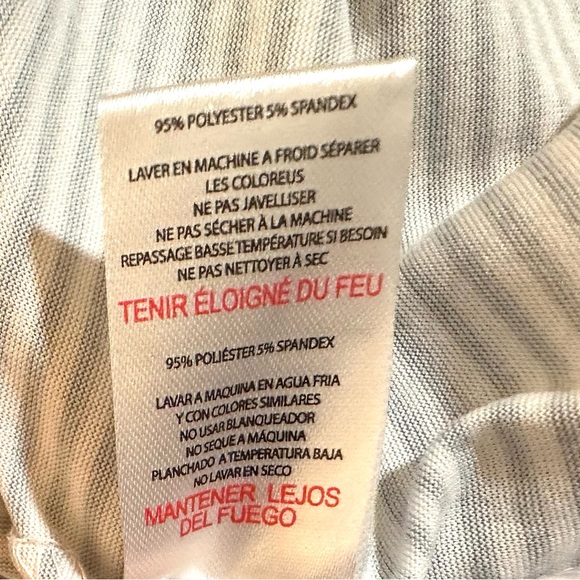 95% POLYESTER 5% SPANDEX
LAVER EN MACHINE A FROID SÉPARER
LES COLOREUS
NE PAS JAVELLISER
NE PAS SÉCHER À LA MACHINE
REPASSAGE BASSE TEMPÉRATURE SI BESOIN
NE PAS NETTOYER À SEC
TENIR ÉLOIGNÉ DU FEU
95% POLIÉSTER 5% SPANDEX
LAVAR A MAQUINA EN AGUA FRIA
Y CON COLORES SIMILARES
NO USAR BLANQUEADOR
NO SEQUE A MÁQUINA
PLANCHADO A TEMPERATURA BAJA
NO LAVAR EN SECO
MANTENER LEJOS
DEL FUEGO